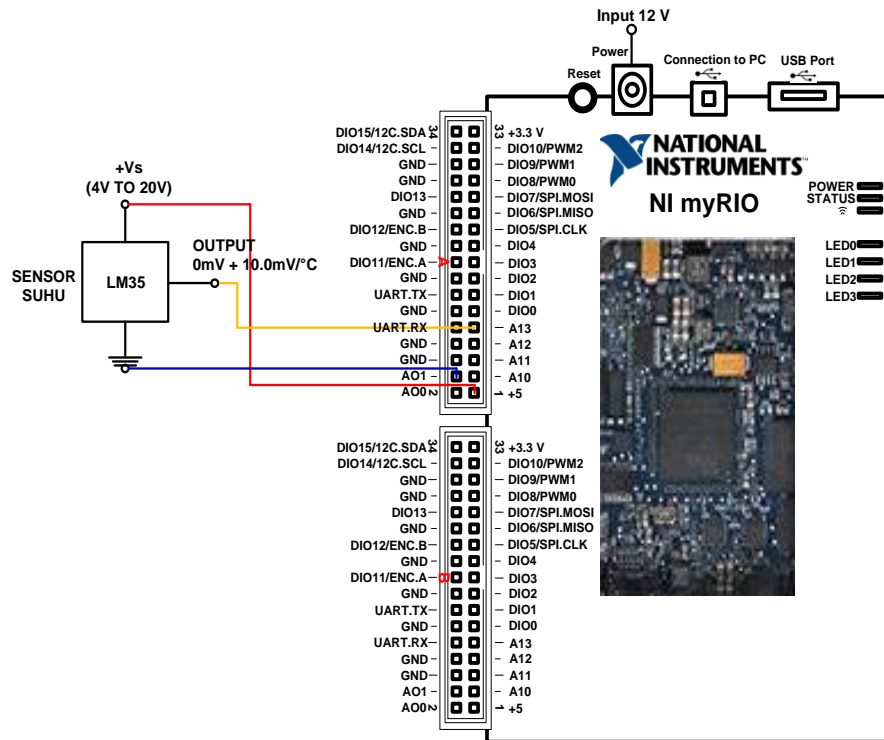 Input 12 V
Power
Connection to PC
USB Port
Reset
NATIONAL
INSTRUMENTS™
NI myRIO
POWER
STATUS
LED0
LED1
LED2
LED3
+Vs
(4V TO 20V)
SENSOR
SUHU
LM35
OUTPUT
0mV + 10.0mV/°C
DIO15/12C.SDA 34 33 +3.3 V
DIO14/12C.SCL DIO10/PWM2
GND DIO9/PWM1
GND DIO8/PWM0
DIO13 DIO7/SPI.MOSI
GND DIO6/SPI.MISO
DIO12/ENC.B DIO5/SPI.CLK
GND DIO4
DIO11/ENC.A A DIO3
GND DIO2
UART.TX DIO1
GND DIO0
UART.RX A13
GND A12
GND A11
AO1 A10
AO0 2 1 +5
DIO15/12C.SDA 34 33 +3.3 V
DIO14/12C.SCL DIO10/PWM2
GND DIO9/PWM1
GND DIO8/PWM0
DIO13 DIO7/SPI.MOSI
GND DIO6/SPI.MISO
DIO12/ENC.B DIO5/SPI.CLK
GND DIO4
DIO11/ENC.A B DIO3
GND DIO2
UART.TX DIO1
GND DIO0
UART.RX A13
GND A12
GND A11
AO1 A10
AO0 2 1 +5